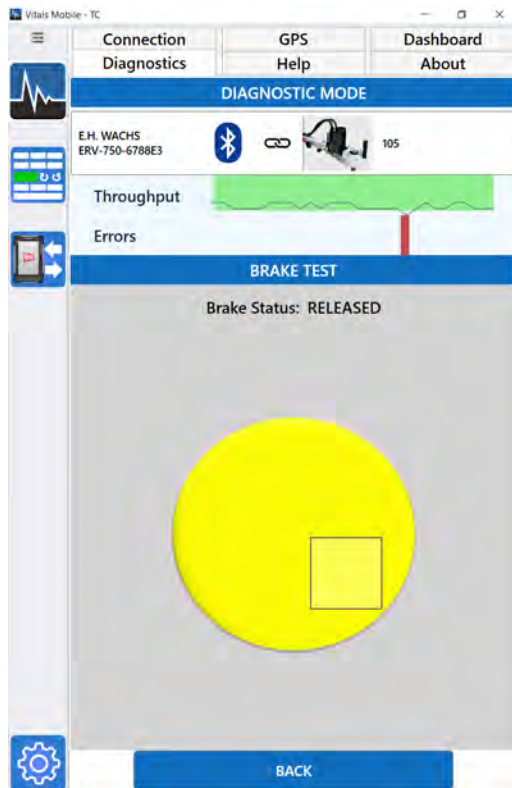 Vitals Mobile - TC
Connection GPS Dashboard
Diagnostics Help About
DIAGNOSTIC MODE
E.H. WACHS
ERV-750-6788E3
105
Throughput
Errors
BRAKE TEST
Brake Status: RELEASED
BACK